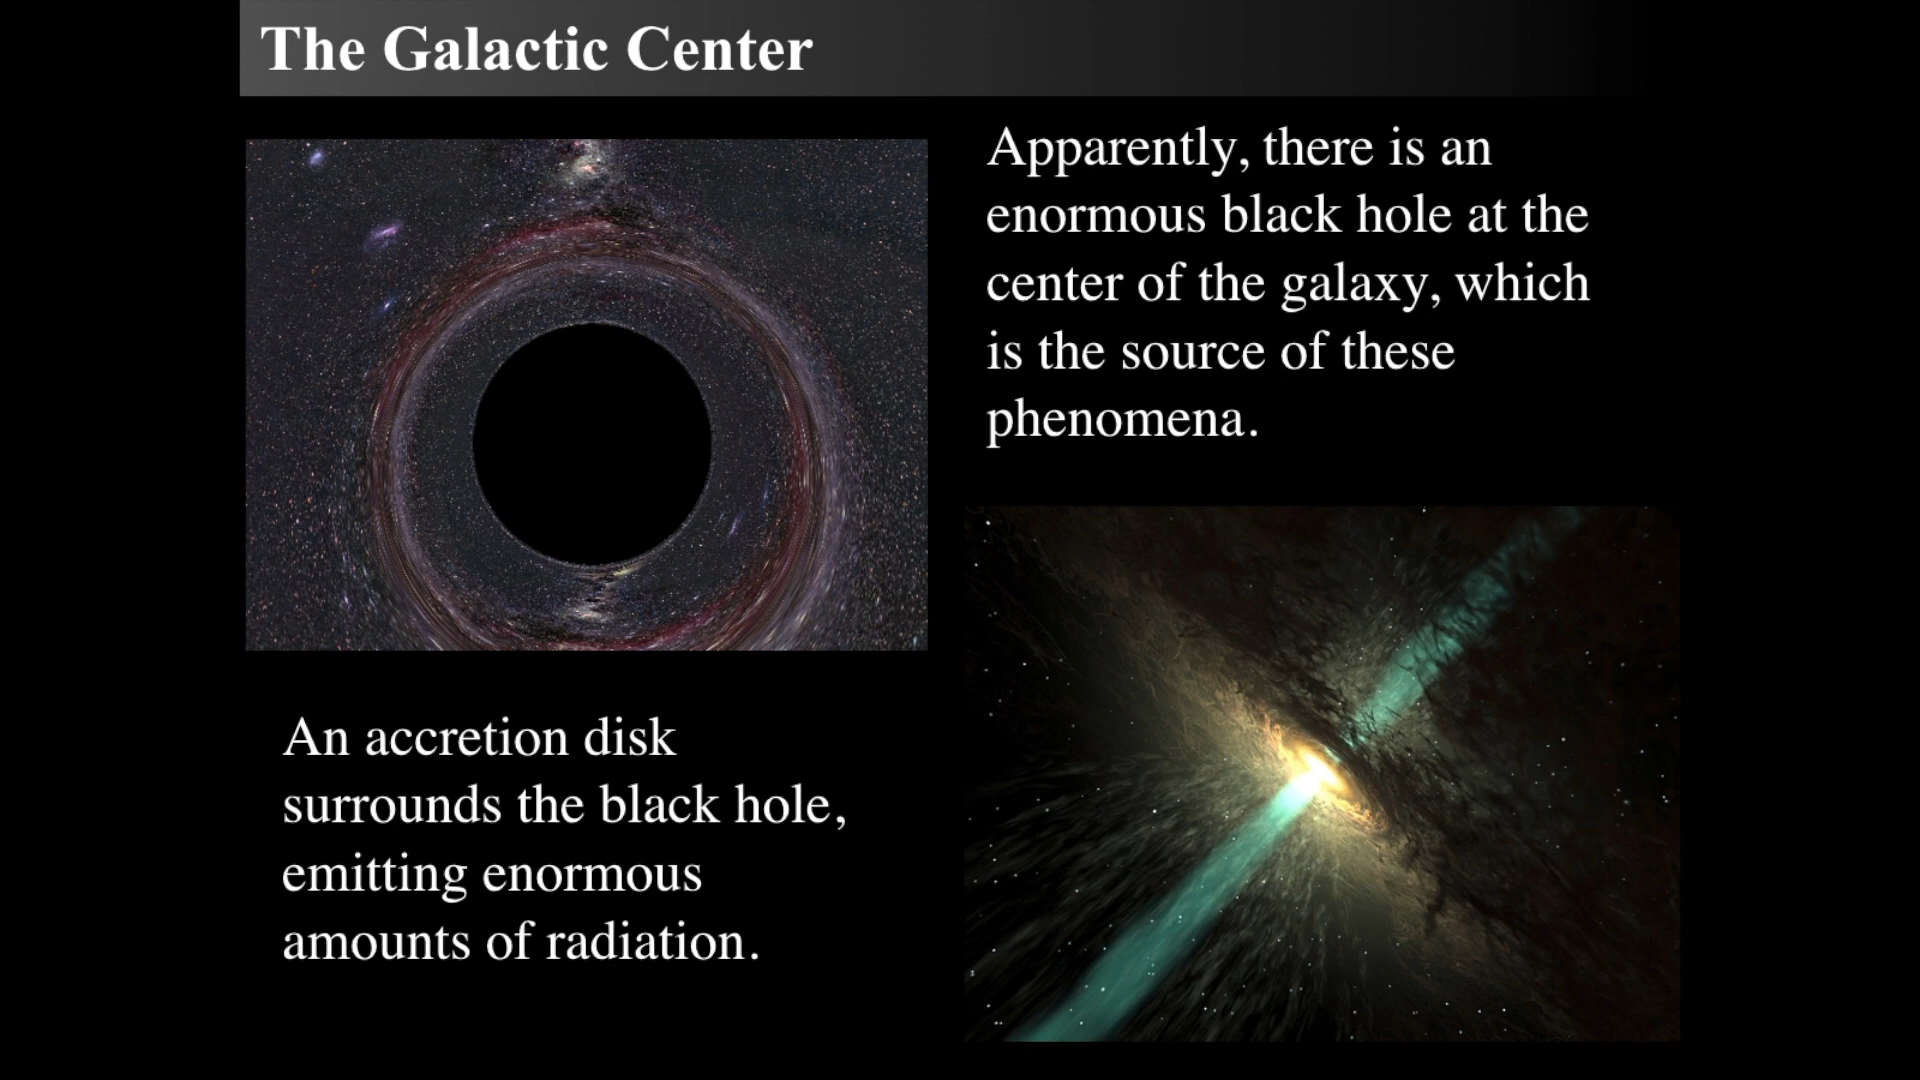 The Galactic Center
Apparently, there is an
enormous black hole at the
center of the galaxy, which
is the source of these
phenomena.
An accretion disk
surrounds the black hole,
emitting enormous
amounts of radiation.